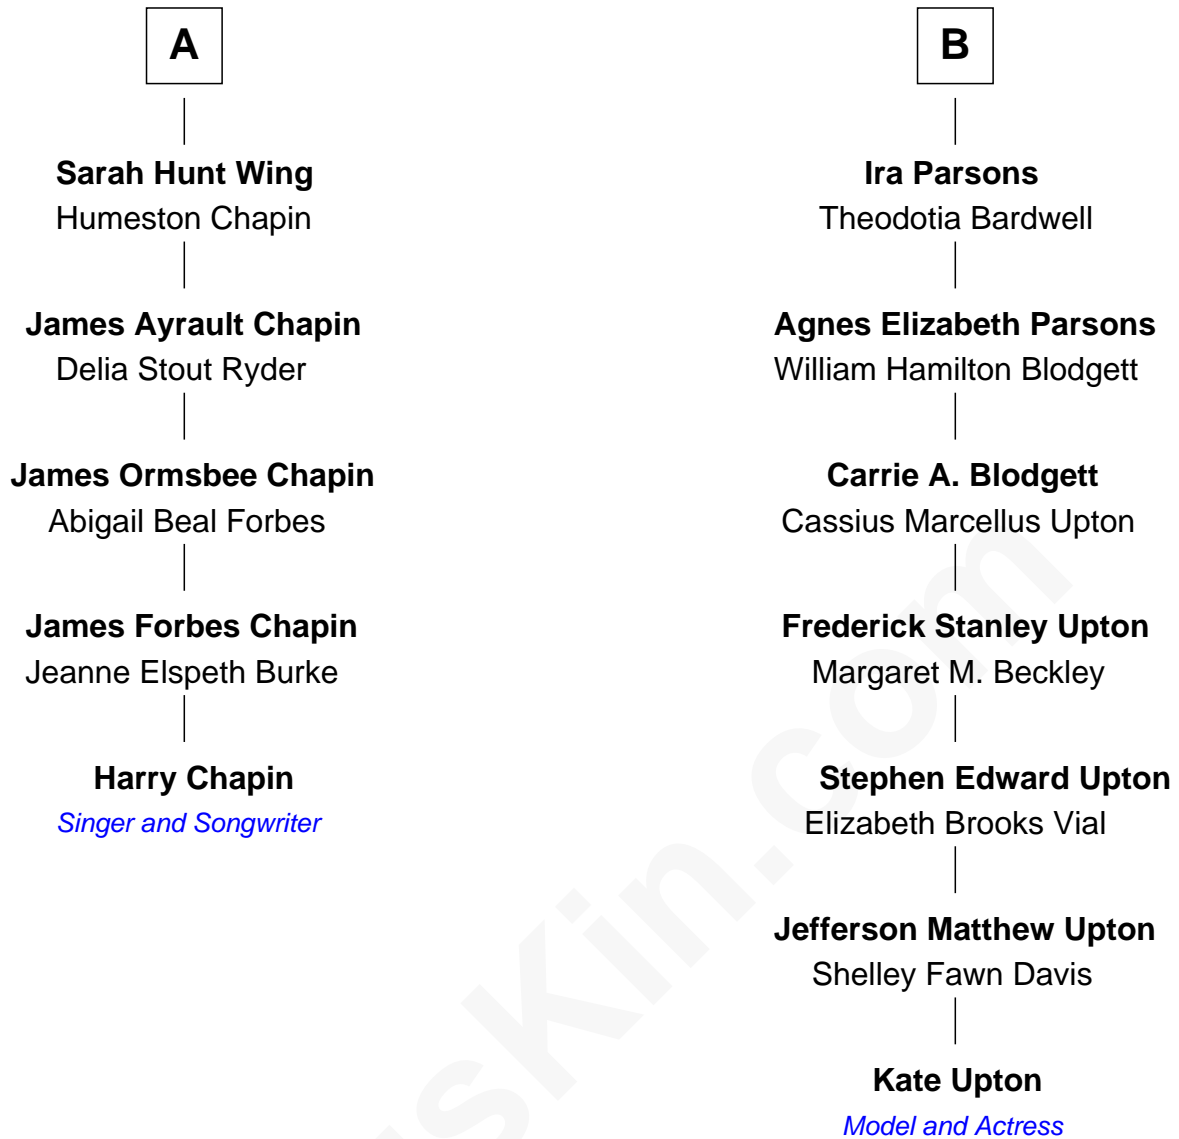 A
Sarah Hunt Wing
Humeston Chapin
James Ayrault Chapin
Delia Stout Ryder
James Ormsbee Chapin
Abigail Beal Forbes
James Forbes Chapin
Jeanne Elspeth Burke
Harry Chapin
Singer and Songwriter
B
Ira Parsons
Theodotia Bardwell
Agnes Elizabeth Parsons
William Hamilton Blodgett
Carrie A. Blodgett
Cassius Marcellus Upton
Frederick Stanley Upton
Margaret M. Beckley
Stephen Edward Upton
Elizabeth Brooks Vial
Jefferson Matthew Upton
Shelley Fawn Davis
Kate Upton
Model and Actress
sKin.com